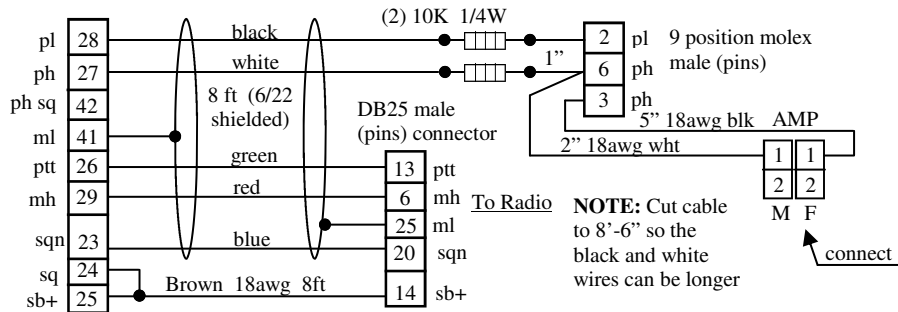 pl 28 black (2) 10K 1/4W 2 pl 9 position molex
ph 27 white 1” 6 ph male (pins)
ph sq 42 8 ft (6/22 3 ph
shielded) DB25 male
ml 41 (pins) connector 5” 18awg blk AMP
ptt 26 green 13 ptt 2” 18awg wht 1 1
mh 29 red 6 mh To Radio 2 2
25 ml NOTE: Cut cable M F
sqn 23 blue 20 sqn to 8’-6” so the
sq 24 black and white connect
sb+ 25 Brown 18awg 8ft 14 sb+ wires can be longer